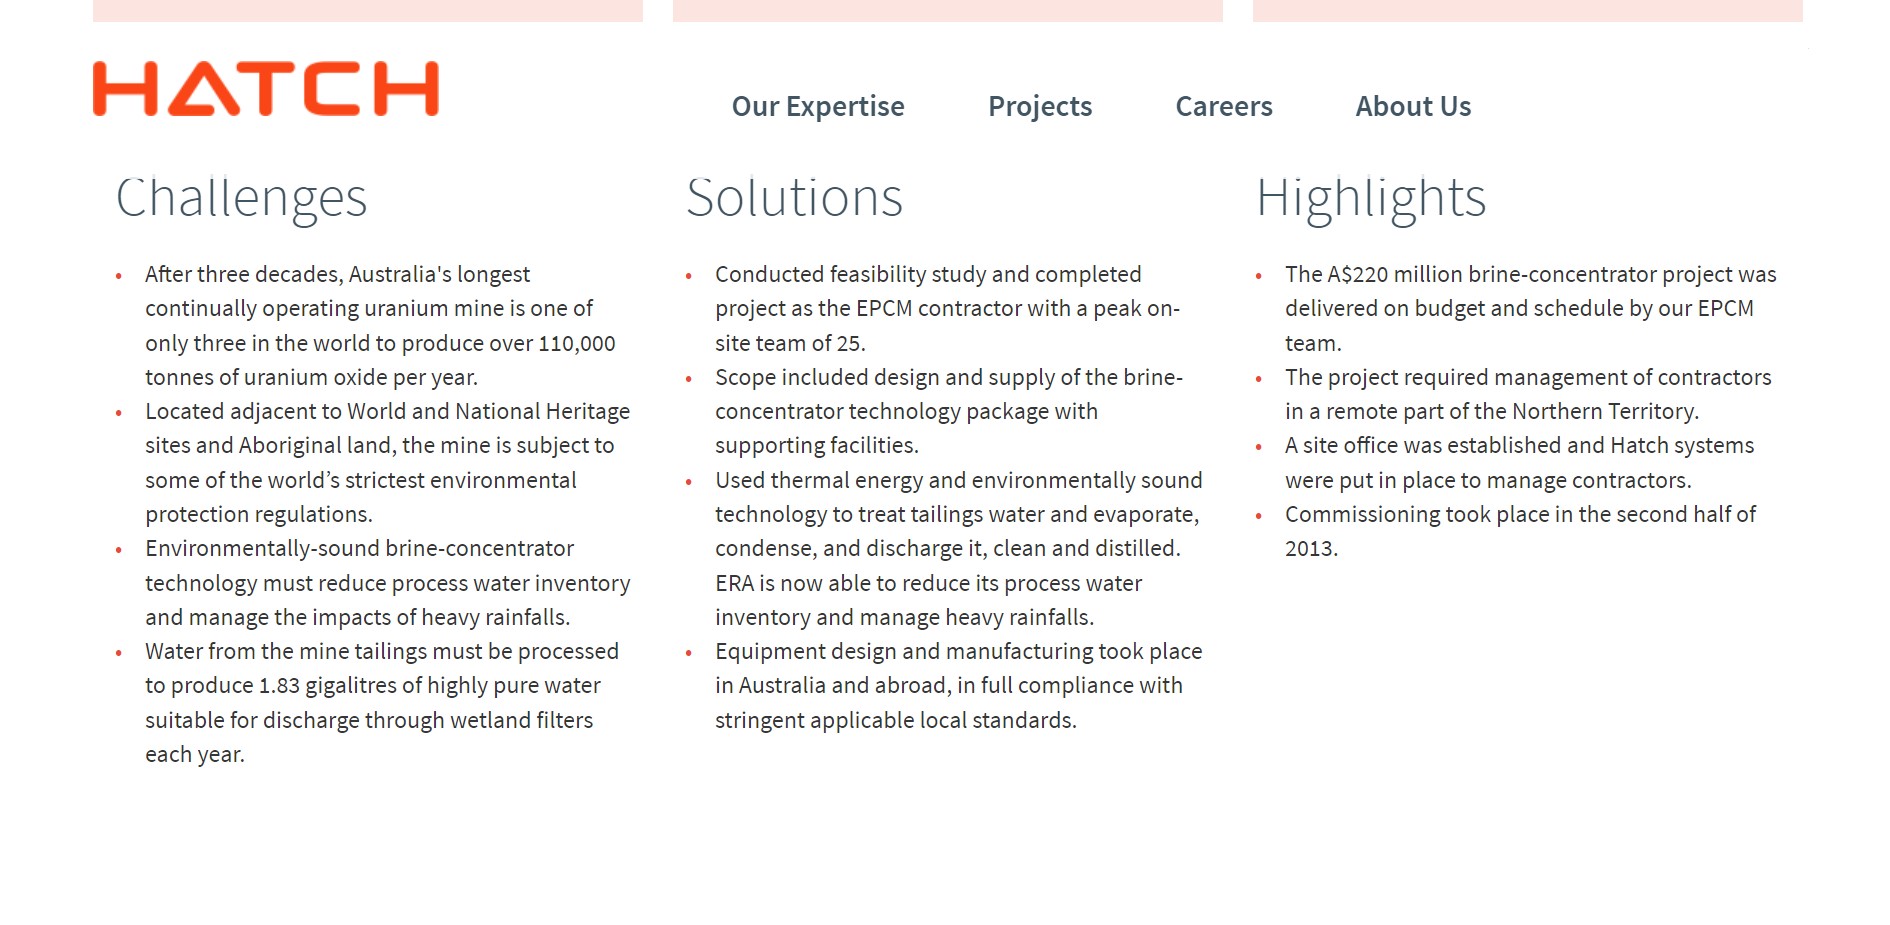 HATCH
Our Expertise
Projects
Careers
About Us
Challenges
After three decades, Australia's longest
continually operating uranium mine is one of
only three in the world to produce over 110,000
tonnes of uranium oxide per year.
Located adjacent to World and National Heritage
sites and Aboriginal land, the mine is subject to
some of the world’s strictest environmental
protection regulations.
Environmentally-sound brine-concentrator
technology must reduce process water inventory
and manage the impacts of heavy rainfalls.
Water from the mine tailings must be processed
to produce 1.83 gigalitres of highly pure water
suitable for discharge through wetland filters
each year.
Solutions
Conducted feasibility study and completed
project as the EPCM contractor with a peak on-
site team of 25.
Scope included design and supply of the brine-
concentrator technology package with
supporting facilities.
Used thermal energy and environmentally sound
technology to treat tailings water and evaporate,
condense, and discharge it, clean and distilled.
ERA is now able to reduce its process water
inventory and manage heavy rainfalls.
Equipment design and manufacturing took place
in Australia and abroad, in full compliance with
stringent applicable local standards.
Highlights
The A$220 million brine-concentrator project was
delivered on budget and schedule by our EPCM
team.
The project required management of contractors
in a remote part of the Northern Territory.
A site office was established and Hatch systems
were put in place to manage contractors.
Commissioning took place in the second half of
2013.